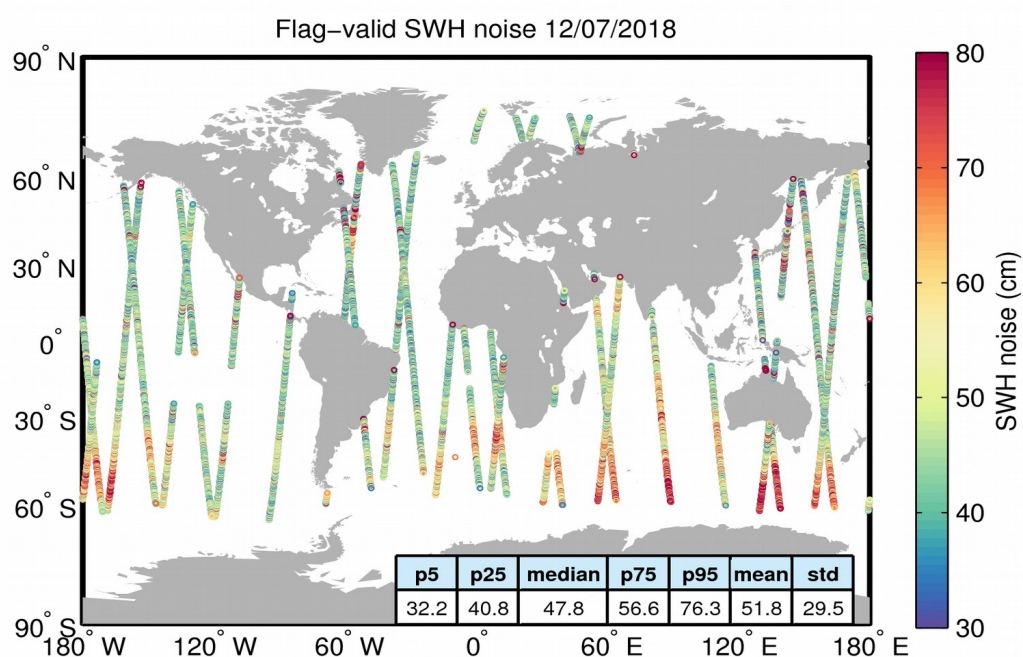 Flag−valid SWH noise 12/07/2018
90° N
60° N
30° N
0°
30° S
60° S
90° S
180° W
120° W
60° W
0°
60° E
120° E
180° E
80
70
60
50
40
30
SWH noise (cm)
p5 p25 median p75 p95 mean std
32.2 40.8 47.8 56.6 76.3 51.8 29.5